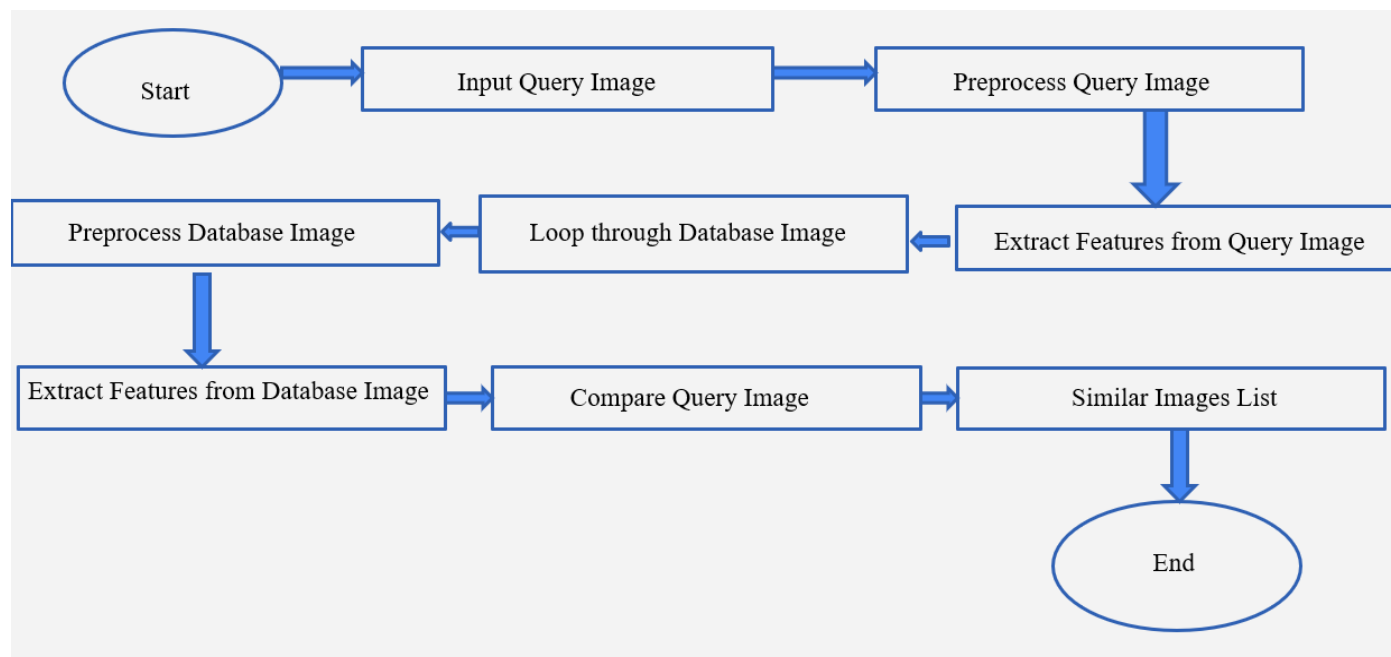 Start
Input Query Image
Preprocess Query Image
Extract Features from Query Image
Loop through Database Image
Preprocess Database Image
Extract Features from Database Image
Compare Query Image
Similar Images List
End